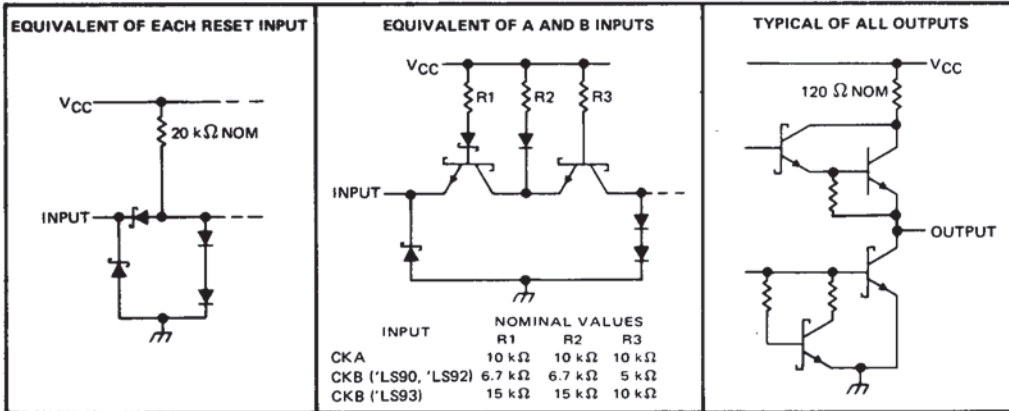 EQUIVALENT OF EACH RESET INPUT
VCC
20 kΩ NOM
INPUT
EQUIVALENT OF A AND B INPUTS
VCC
R1 R2 R3
INPUT
INPUT NOMINAL VALUES
R1 R2 R3
CKA 10 kΩ 10 kΩ 10 kΩ
CKB ('LS90, 'LS92) 6.7 kΩ 6.7 kΩ 5 kΩ
CKB ('LS93) 15 kΩ 15 kΩ 10 kΩ
TYPICAL OF ALL OUTPUTS
VCC
120 Ω NOM
OUTPUT